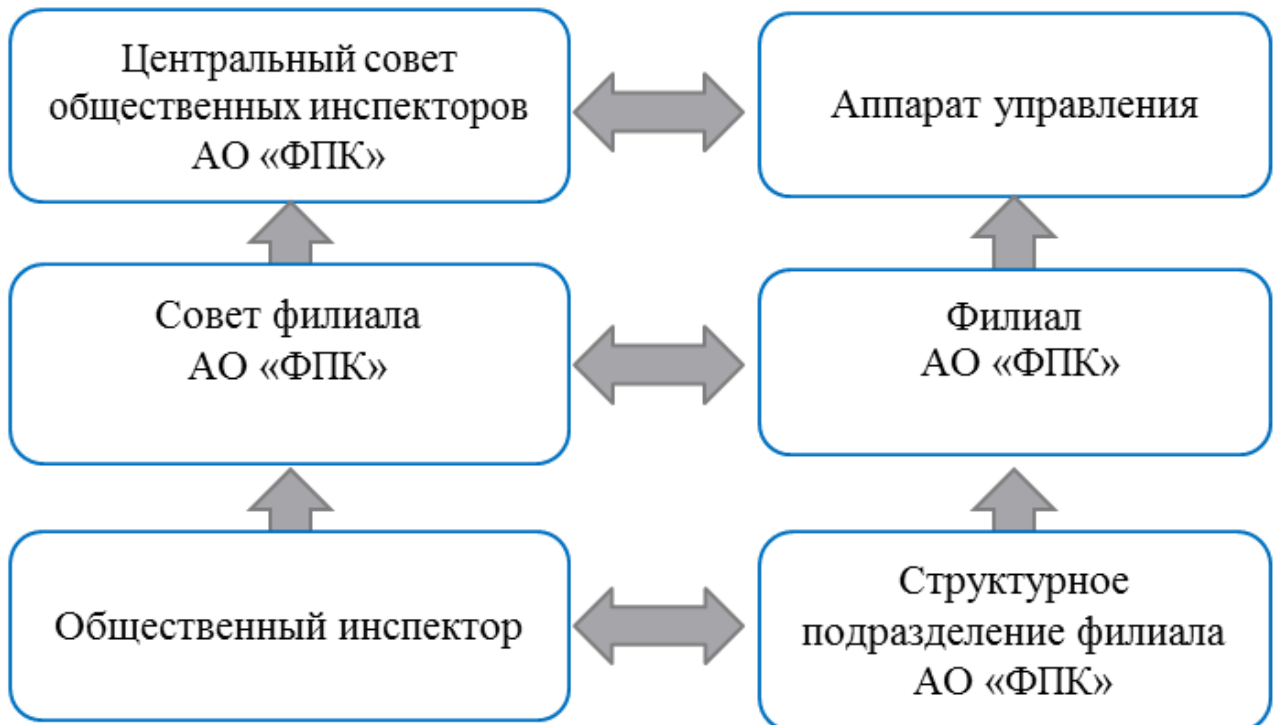 Центральный совет
общественных инспекторов
АО «ФПК»
Аппарат управления
Совет филиала
АО «ФПК»
Филиал
АО «ФПК»
Общественный инспектор
Структурное
подразделение филиала
АО «ФПК»